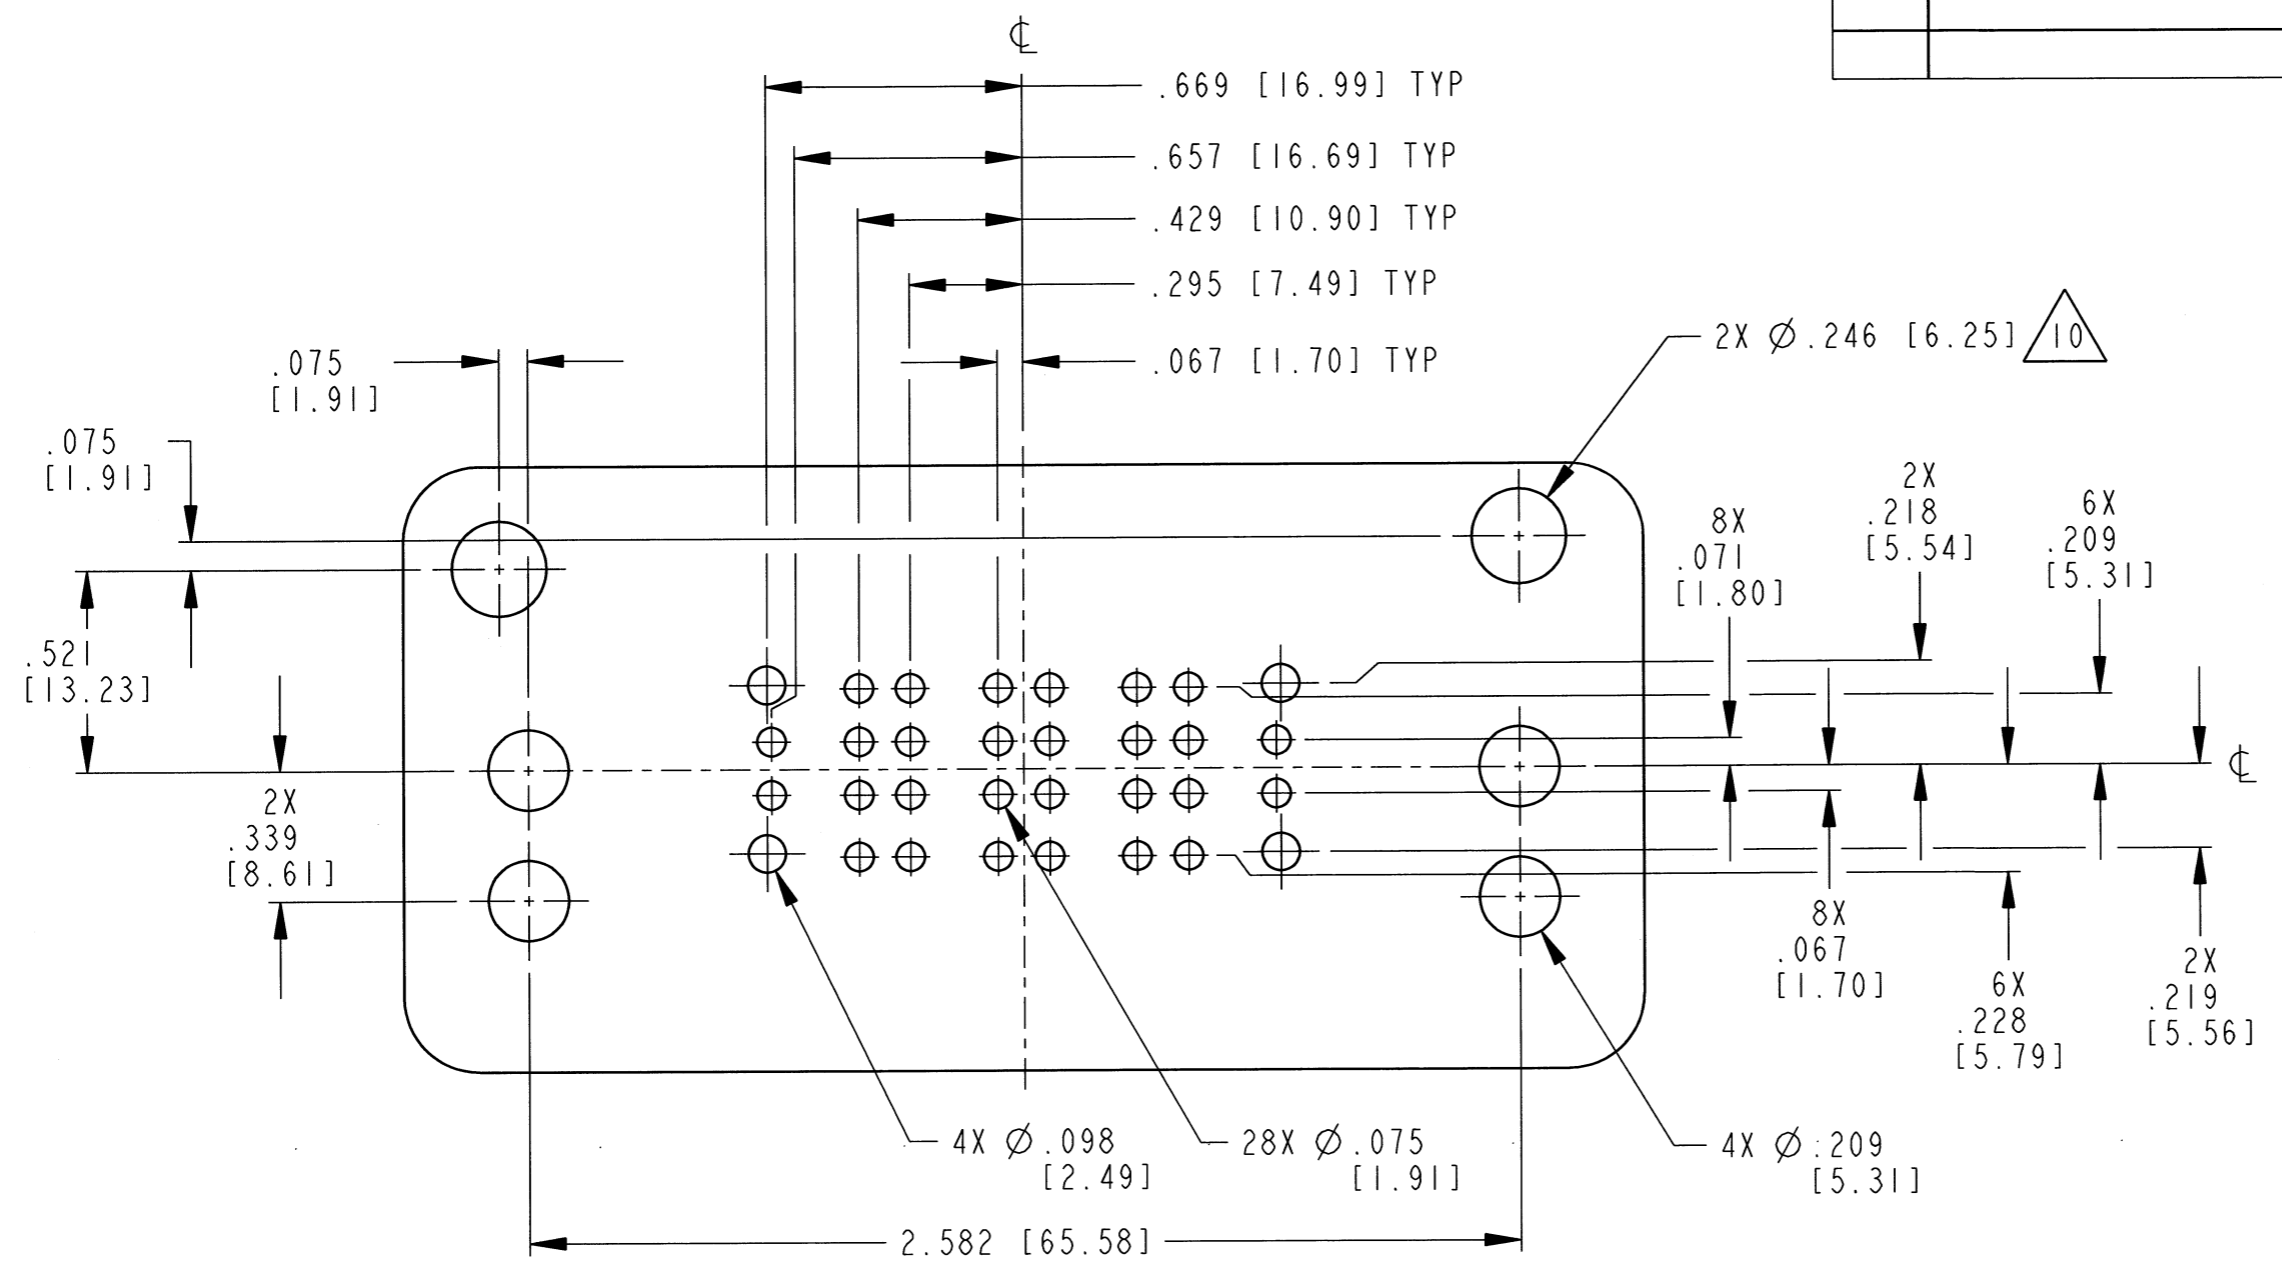 ℄
.669 [16.99] TYP
.657 [16.69] TYP
.429 [10.90] TYP
.295 [7.49] TYP
.067 [1.70] TYP
2X Ø.246 [6.25] 10
.075
[1.91]
.075
[1.91]
2X
.218
[5.54]
6X
.209
[5.31]
8X
.071
[1.80]
.521
[13.23]
℄
2X
.339
[8.61]
8X
.067
[1.70]
6X
.228
[5.79]
2X
.219
[5.56]
4X Ø.098
[2.49]
28X Ø.075
[1.91]
4X Ø.209
[5.31]
2.582 [65.58]